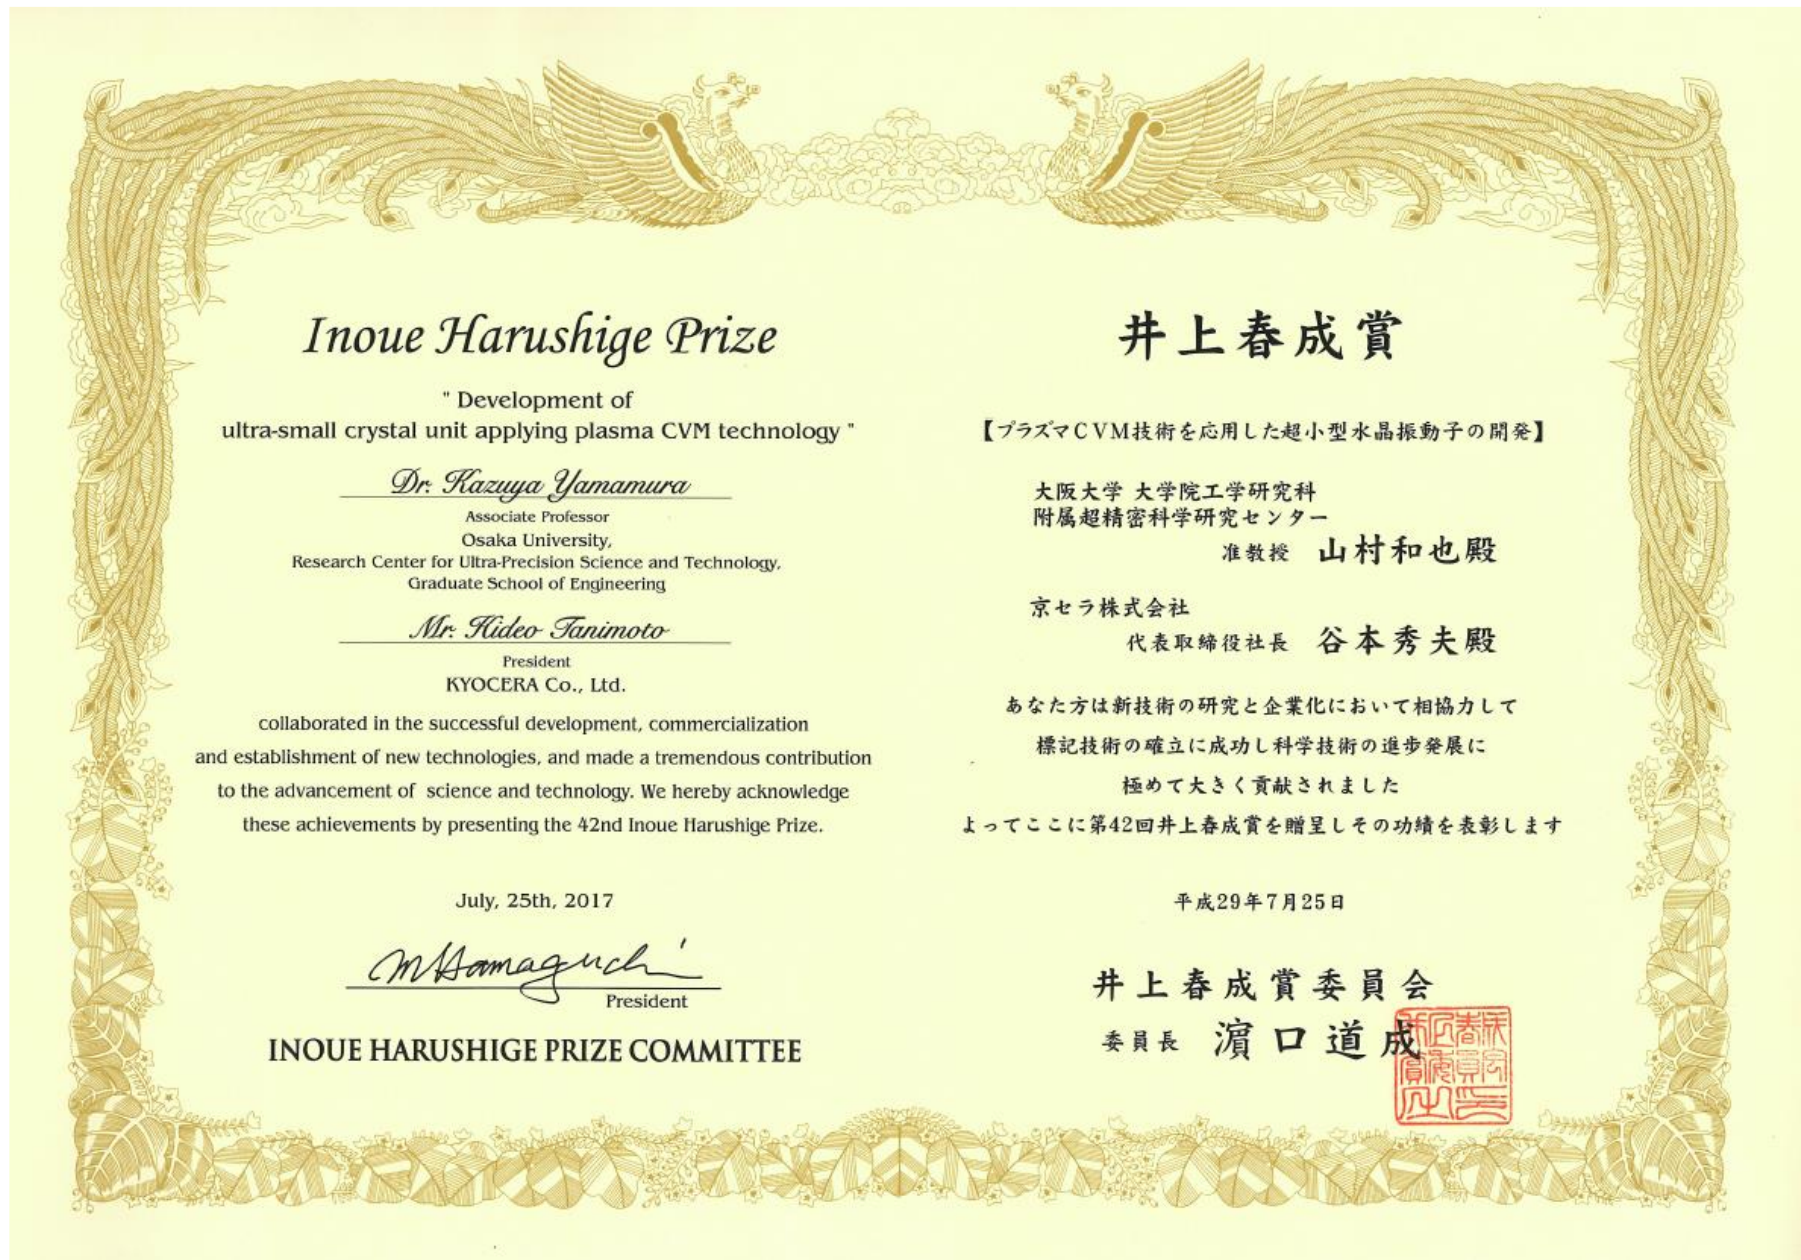 Inoue Harushige Prize
" Development of
ultra-small crystal unit applying plasma CVM technology "
Dr. Kazuya Yamamura
Associate Professor
Osaka University,
Research Center for Ultra-Precision Science and Technology,
Graduate School of Engineering
Mr. Hideo Tanimoto
President
KYOCERA Co., Ltd.
collaborated in the successful development, commercialization
and establishment of new technologies, and made a tremendous contribution
to the advancement of science and technology. We hereby acknowledge
these achievements by presenting the 42nd Inoue Harushige Prize.
July, 25th, 2017
MHamaguchi
President
INOUE HARUSHIGE PRIZE COMMITTEE
井上春成賞
【プラズマCVM技術を応用した超小型水晶振動子の開発】
大阪大学 大学院工学研究科
附属超精密科学研究センター
准教授 山村和也殿
京セラ株式会社
代表取締役社長 谷本秀夫殿
あなた方は新技術の研究と企業化において相協力して
標記技術の確立に成功し科学技術の進歩発展に
極めて大きく貢献されました
よってここに第42回井上春成賞を贈呈しその功績を表彰します
平成29年7月25日
井上春成賞委員会
委員長 濵口道成